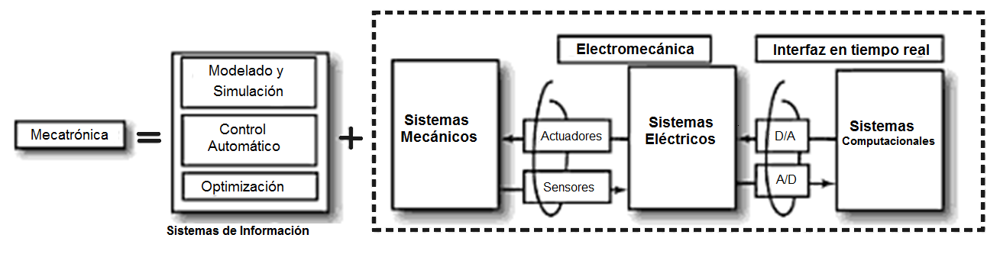 Mecatrónica
=
Modelado y
Simulación
Control
Automático
Optimización
Sistemas de Información
+
Sistemas
Mecánicos
Electromecánica
Actuadores
Sensores
Sistemas
Eléctricos
Interfaz en tiempo real
D/A
A/D
Sistemas
Computacionales